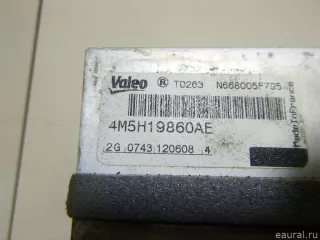 Valeo ® TD263 N668005F795
4M5H19860AE
2G 0743 120608 4
Made in France
© eaural.ru